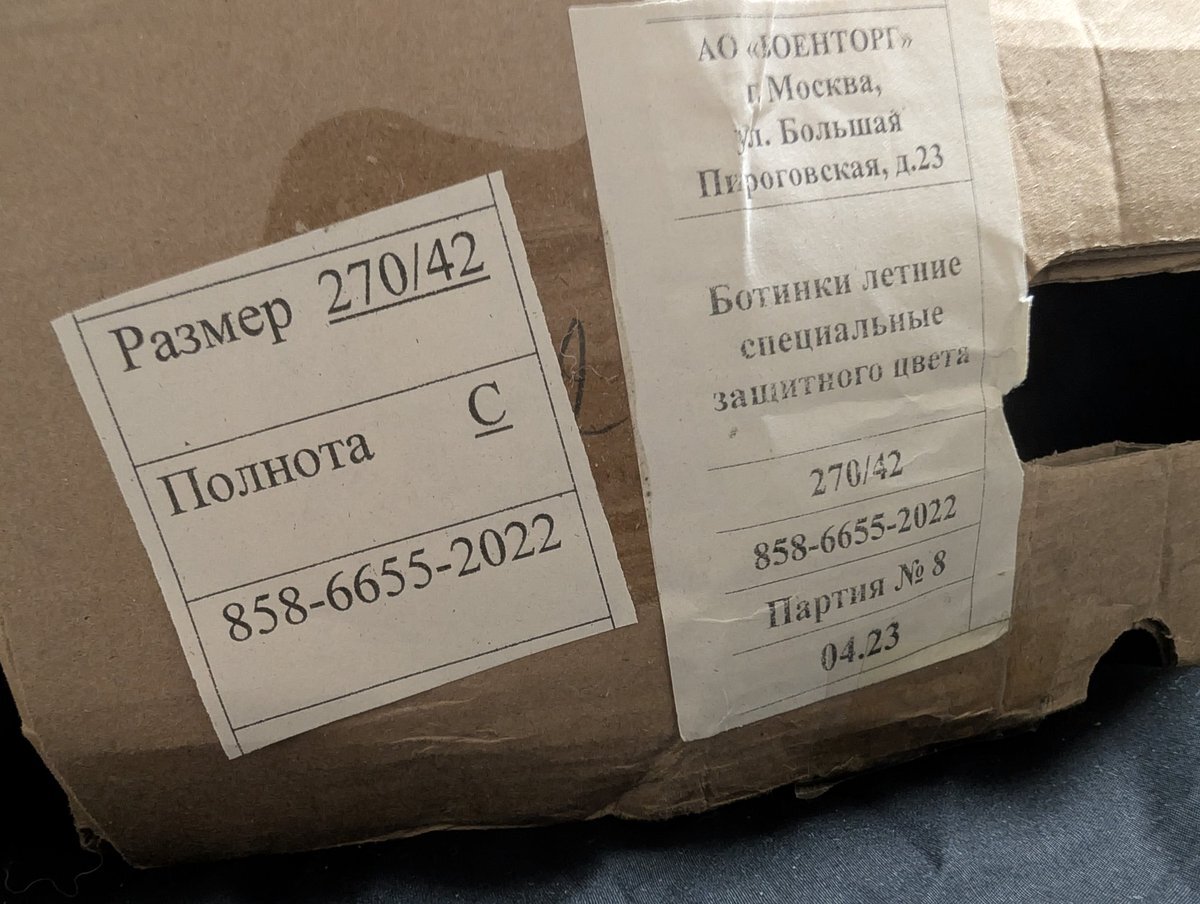 Размер 270/42
Полнота С
858-6655-2022
АО «ВОЕНТОРГ»
г. Москва,
ул. Большая
Пироговская, д.23
Ботинки летние
специальные
защитного цвета
270/42
858-6655-2022
Партия № 8
04.23